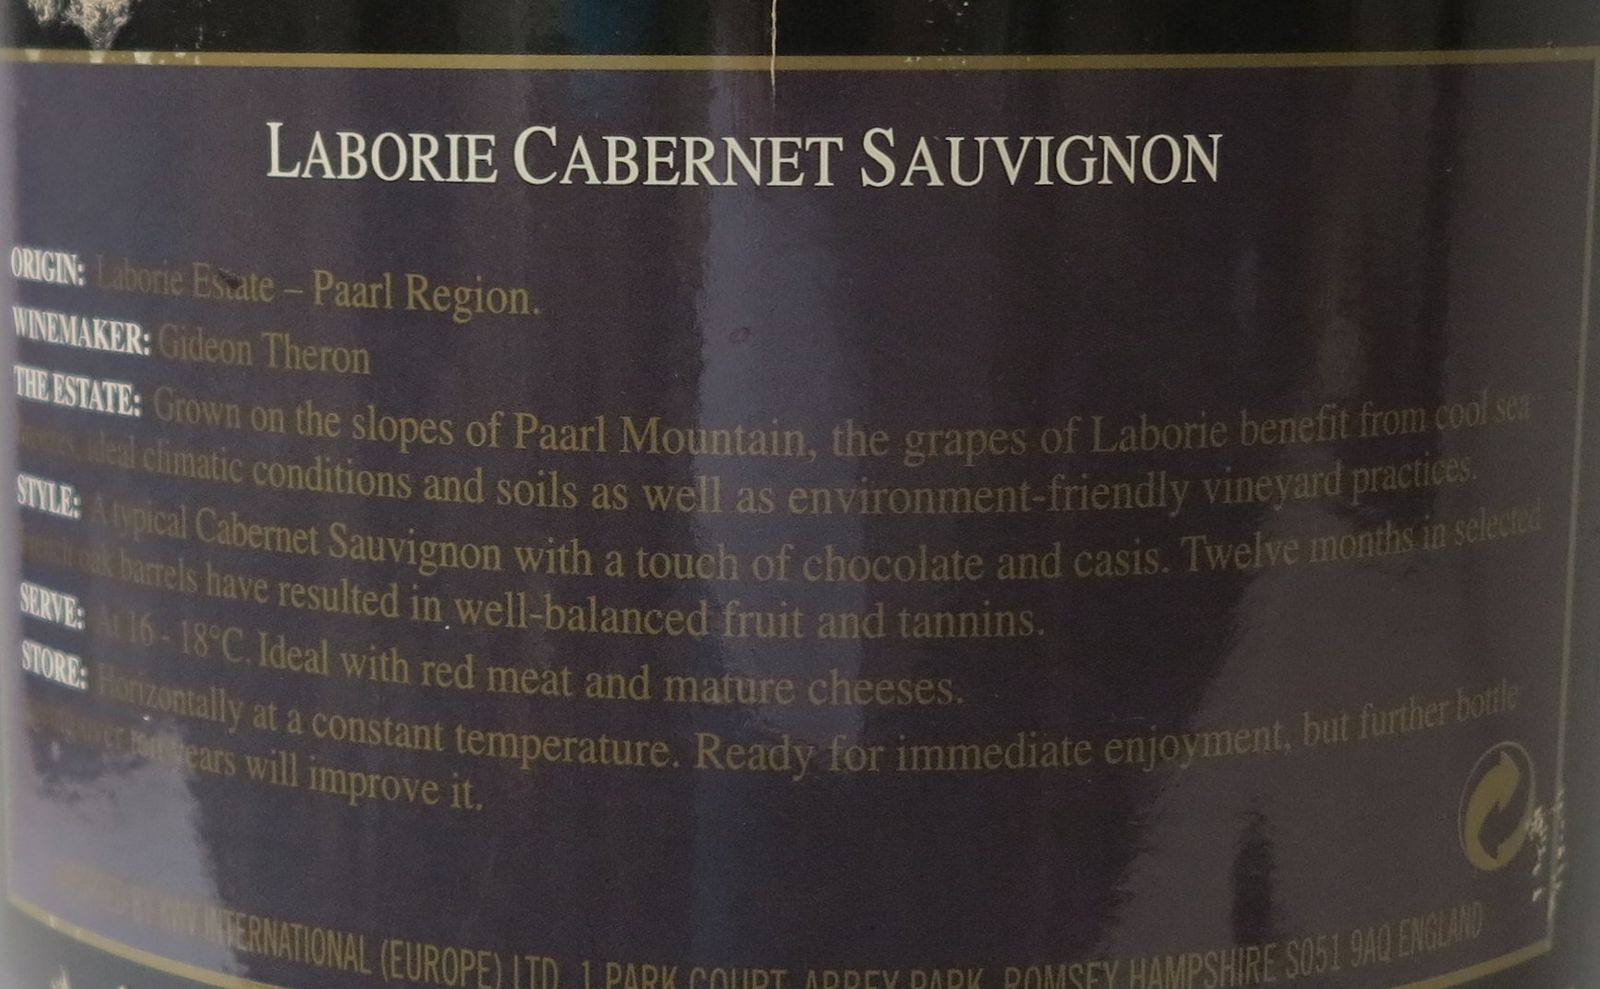 LABORIE CABERNET SAUVIGNON
ORIGIN: Laborie Estate – Paarl Region.
WINEMAKER: Gideon Theron
THE ESTATE: Grown on the slopes of Paarl Mountain, the grapes of Laborie benefit from cool sea
ideal climatic conditions and soils as well as environment-friendly vineyard practices.
STYLE: A typical Cabernet Sauvignon with a touch of chocolate and casis. Twelve months in selected
oak barrels have resulted in well-balanced fruit and tannins.
SERVE: At 16 - 18°C. Ideal with red meat and mature cheeses.
STORE: Horizontally at a constant temperature. Ready for immediate enjoyment, but further bottle
over years will improve it.
BY KWV INTERNATIONAL (EUROPE) LTD, 1 PARK COURT, ABBEY PARK, ROMSEY HAMPSHIRE SO51 9AQ ENGLAND